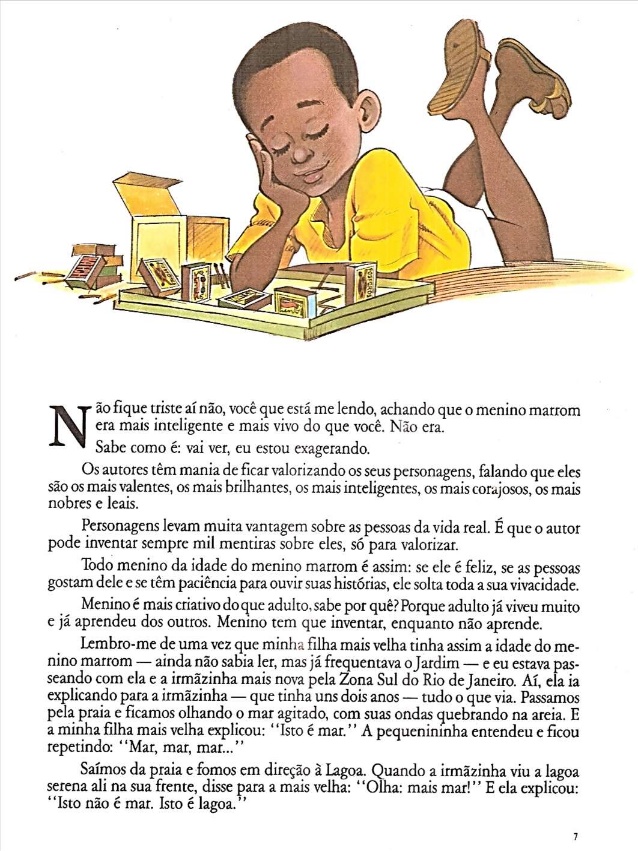 Não fique triste aí não, você que está me lendo, achando que o menino marrom
era mais inteligente e mais vivo do que você. Não era.
Sabe como é: vai ver, eu estou exagerando.
Os autores têm mania de ficar valorizando os seus personagens, falando que eles
são os mais valentes, os mais brilhantes, os mais inteligentes, os mais corajosos, os mais
nobres e leais.
Personagens levam muita vantagem sobre as pessoas da vida real. É que o autor
pode inventar sempre mil mentiras sobre eles, só para valorizar.
Todo menino da idade do menino marrom é assim: se ele é feliz, se as pessoas
gostam dele e se têm paciência para ouvir suas histórias, ele solta toda a sua vivacidade.
Menino é mais criativo do que adulto, sabe por quê? Porque adulto já viveu muito
e já aprendeu dos outros. Menino tem que inventar, enquanto não aprende.
Lembro-me de uma vez que minha filha mais velha tinha assim a idade do me-
nino marrom — ainda não sabia ler, mas já frequentava o Jardim — e eu estava pas-
seando com ela e a irmãzinha mais nova pela Zona Sul do Rio de Janeiro. Aí, ela ia
explicando para a irmãzinha — que tinha uns dois anos — tudo o que via. Passamos
pela praia e ficamos olhando o mar agitado, com suas ondas quebrando na areia. E
a minha filha mais velha explicou: "Isto é mar." A pequenininha entendeu e ficou
repetindo: "Mar, mar, mar..."
Saímos da praia e fomos em direção à Lagoa. Quando a irmãzinha viu a lagoa
serena ali na sua frente, disse para a mais velha: "Olha: mais mar!" E ela explicou:
"Isto não é mar. Isto é lagoa."
7